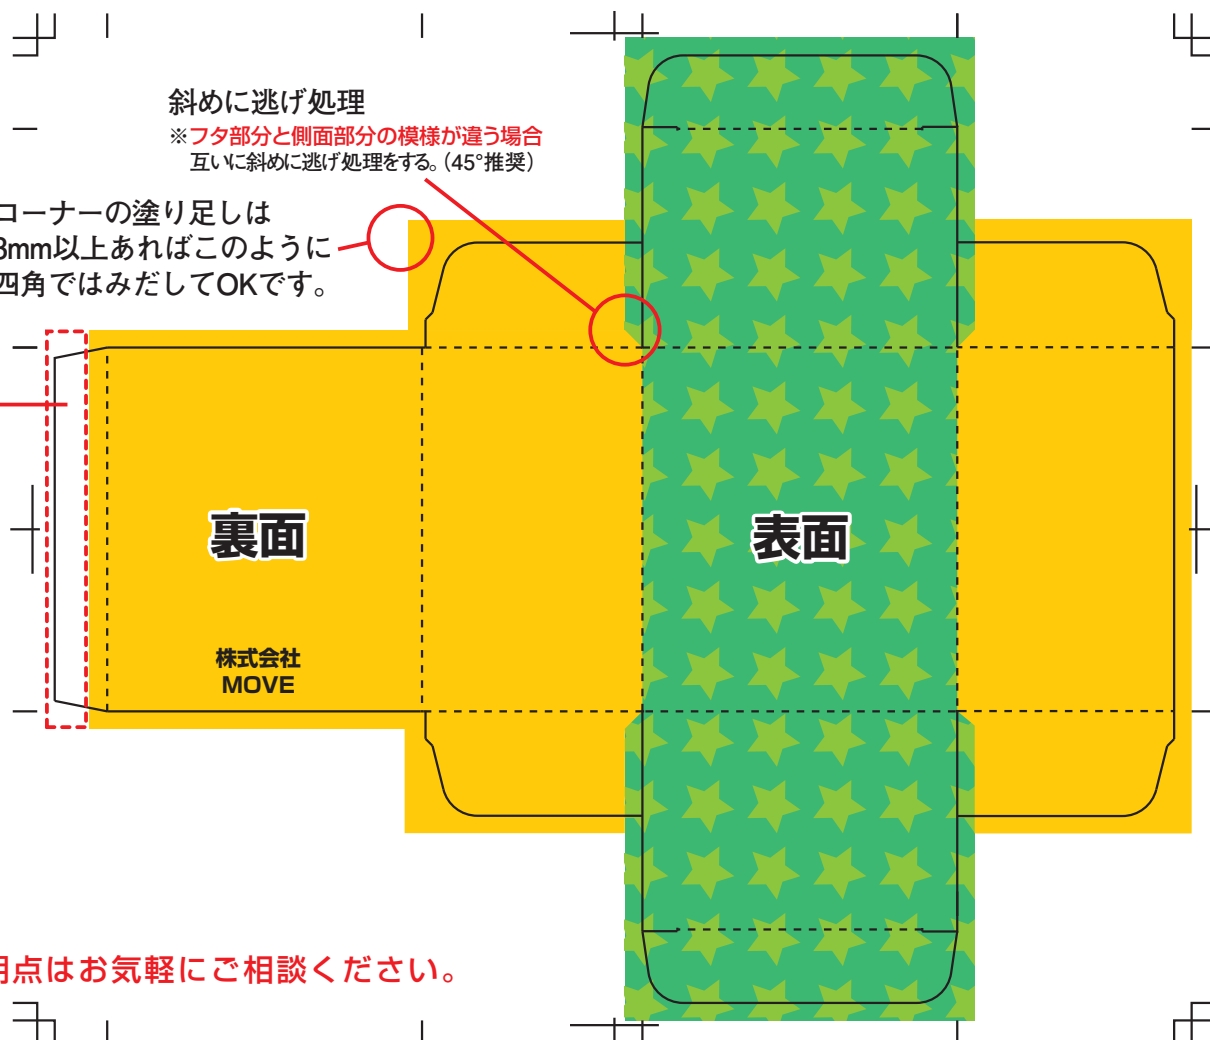 斜めに逃げ処理
※フタ部分と側面部分の模様が違う場合
互いに斜めに逃げ処理をする。(45°推奨)
コーナーの塗り足しは
3mm以上あればこのように
四角ではみだしてOKです。
裏面
表面
株式会社
MOVE
点はお気軽にご相談ください。